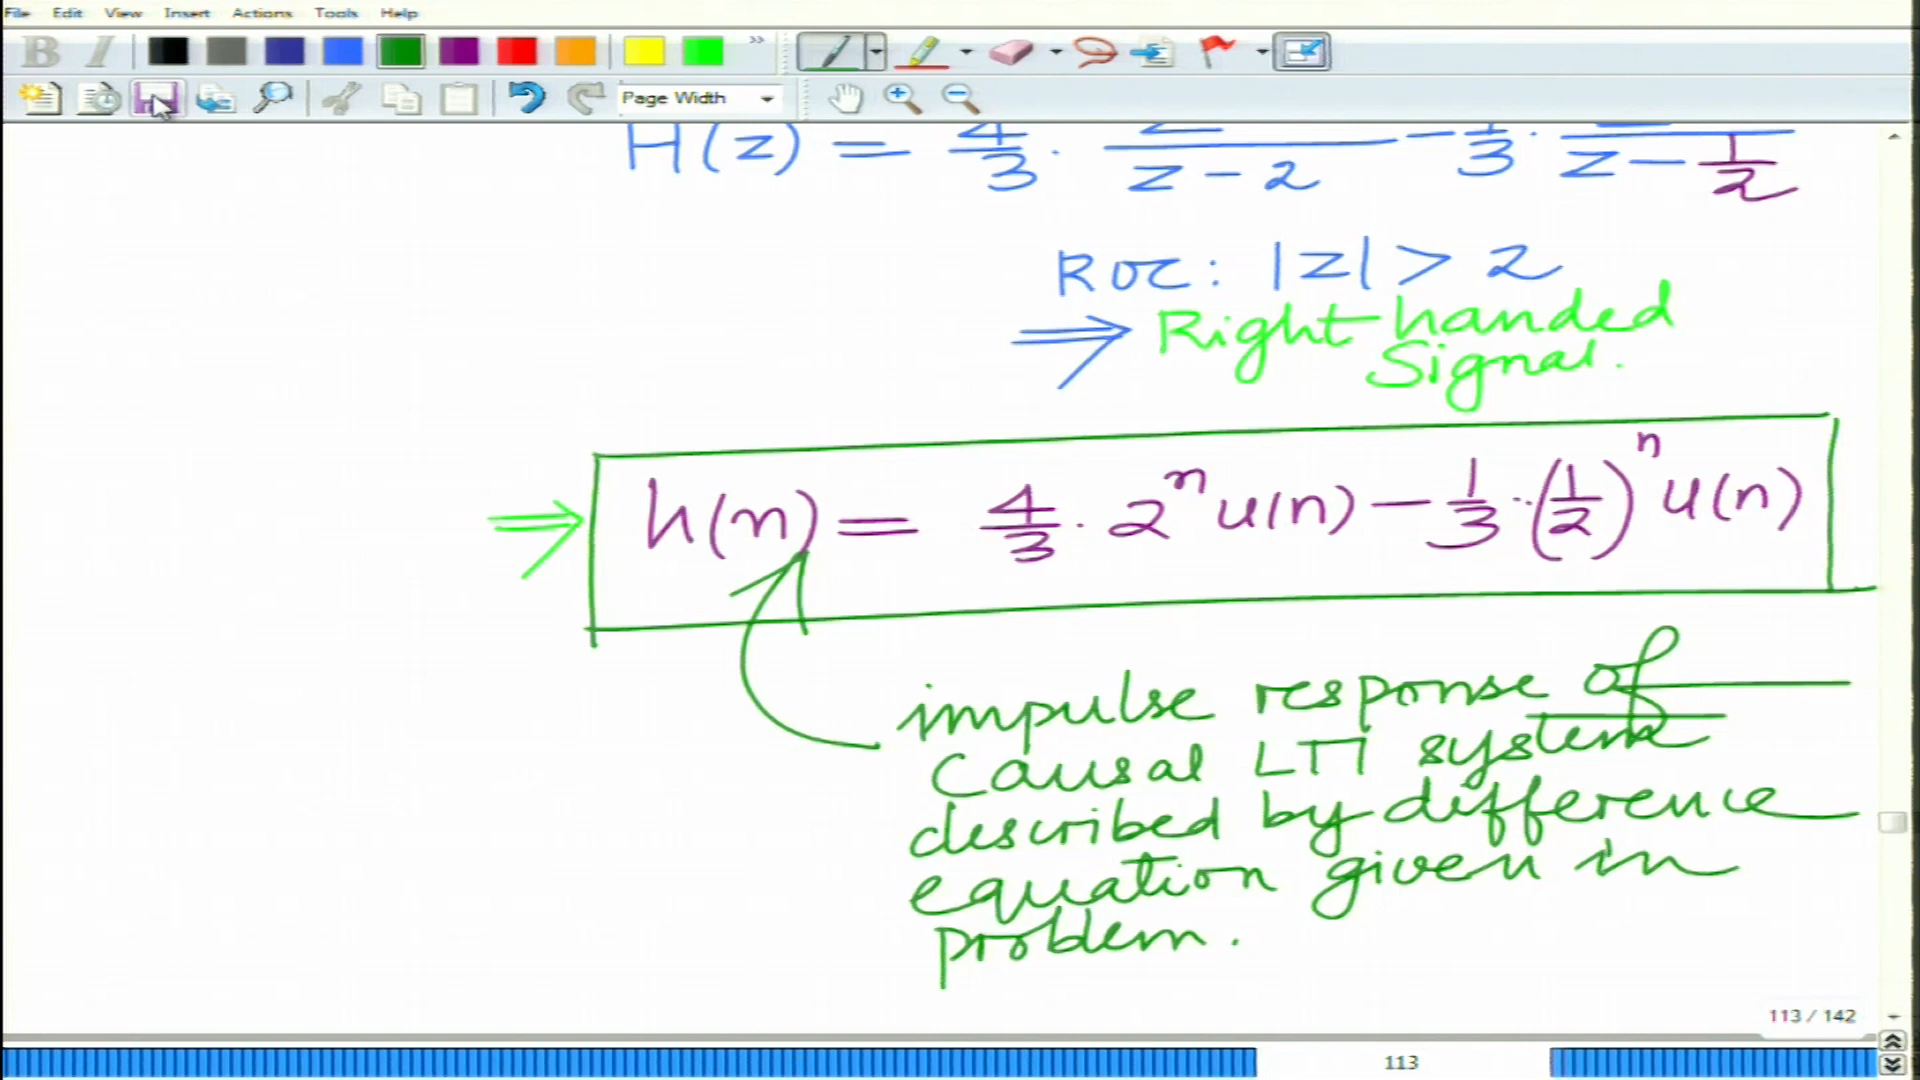 File Edit View Insert Actions Tools Help
B I
Page Width
H(z) = 4/3 · z/(z-2) - 1/3 · z/(z-1/2)
ROC: |z| > 2
⇒ Right handed
Signal.
⇒ h(n) = 4/3 · 2^n u(n) - 1/3 · (1/2)^n u(n)
impulse response of
Causal LTI system
described by difference
equation given in
problem.
113 / 142
113